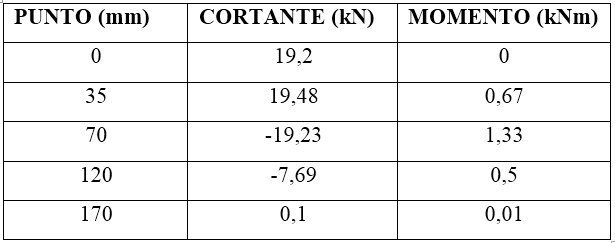 PUNTO (mm) CORTANTE (kN) MOMENTO (kNm)
0 19,2 0
35 19,48 0,67
70 -19,23 1,33
120 -7,69 0,5
170 0,1 0,01